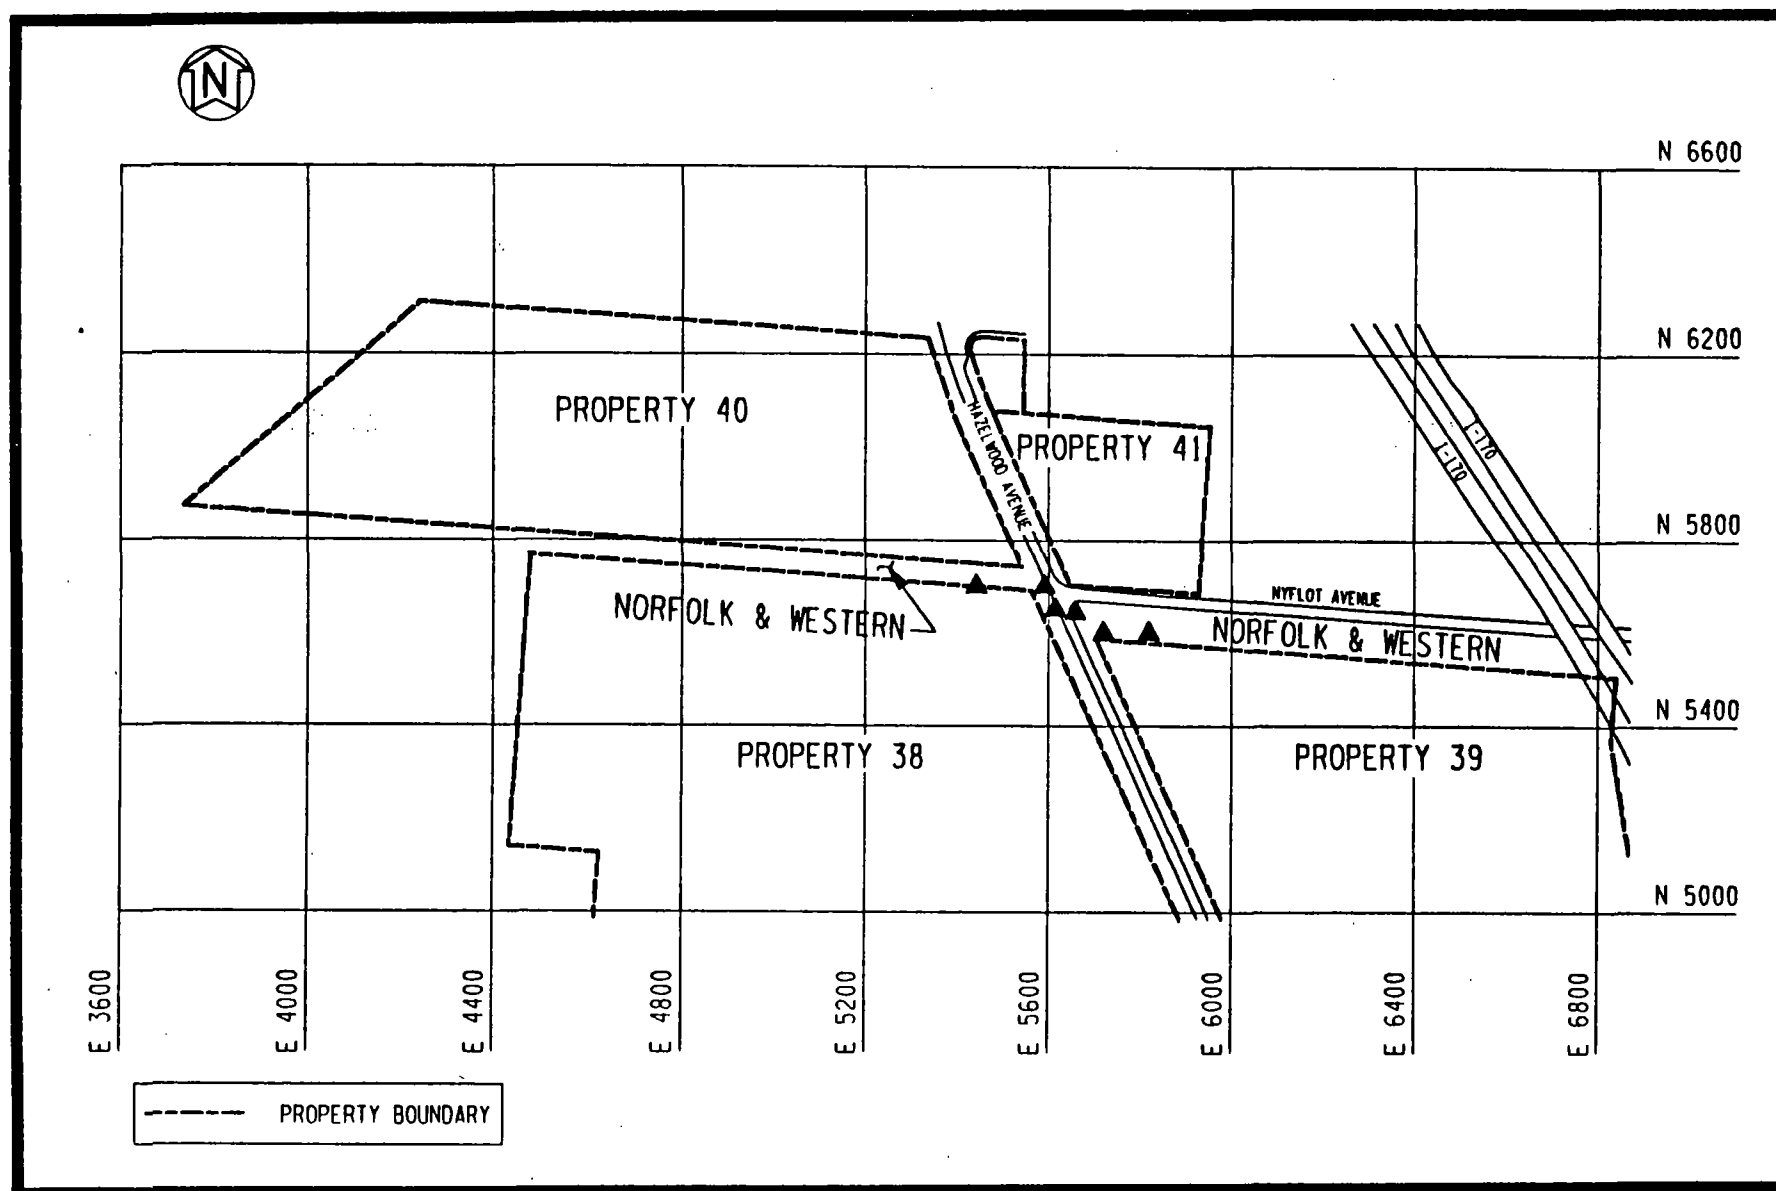 N
N 6600
N 6200
PROPERTY 40
HAZELWOOD AVENUE
PROPERTY 41
I-170
I-170
N 5800
NYFLOT AVENUE
NORFOLK & WESTERN
NORFOLK & WESTERN
N 5400
PROPERTY 38
PROPERTY 39
N 5000
E 3600
E 4000
E 4400
E 4800
E 5200
E 5600
E 6000
E 6400
E 6800
PROPERTY BOUNDARY